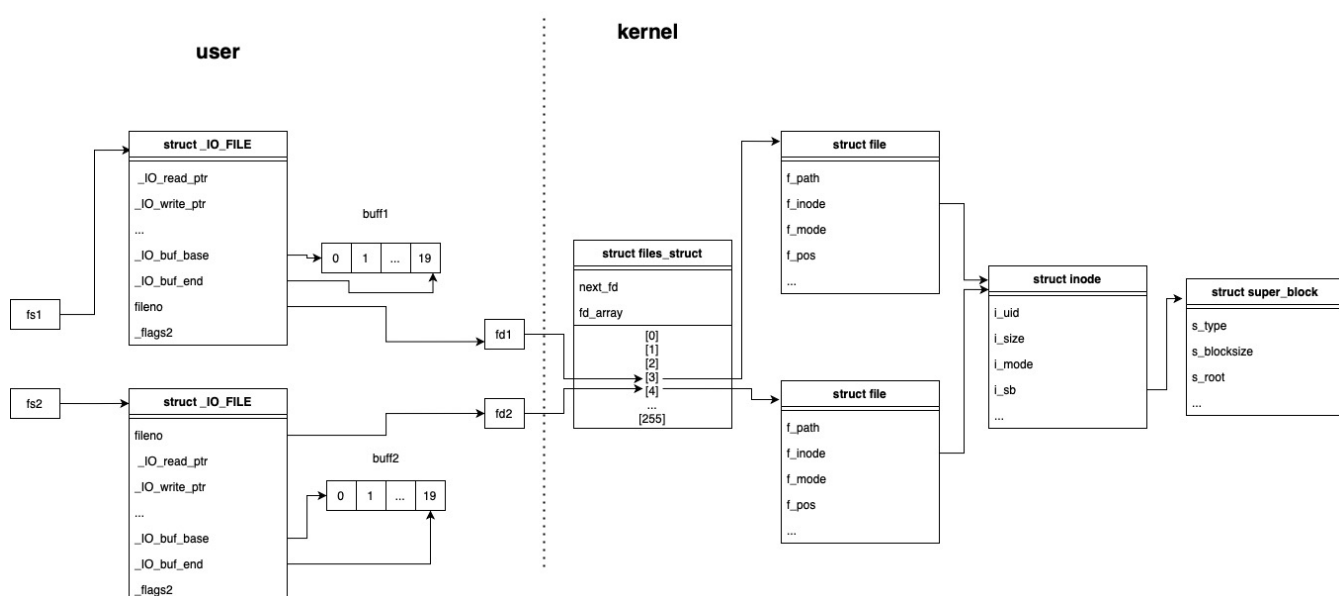 user
kernel
struct _IO_FILE
_IO_read_ptr
_IO_write_ptr
...
_IO_buf_base
_IO_buf_end
fileno
_flags2
fs1
buff1
0 1 ... 19
fd1
fs2
struct _IO_FILE
fileno
_IO_read_ptr
_IO_write_ptr
...
_IO_buf_base
_IO_buf_end
_flags2
fd2
buff2
0 1 ... 19
struct files_struct
next_fd
fd_array
[0]
[1]
[2]
[3]
[4]
...
[255]
struct file
f_path
f_inode
f_mode
f_pos
...
struct file
f_path
f_inode
f_mode
f_pos
...
struct inode
i_uid
i_size
i_mode
i_sb
...
struct super_block
s_type
s_blocksize
s_root
...